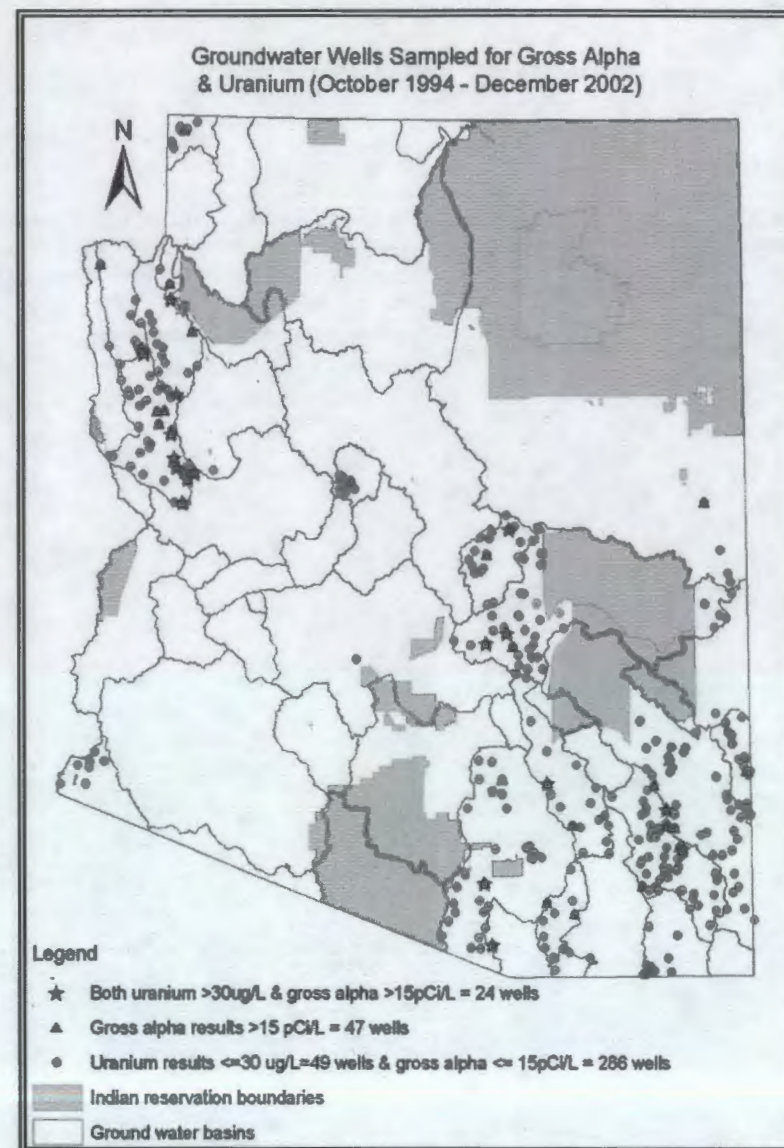 Groundwater Wells Sampled for Gross Alpha
& Uranium (October 1994 - December 2002)
N
Legend
Both uranium >30ug/L & gross alpha >15pCi/L = 24 wells
Gross alpha results >15 pCi/L = 47 wells
Uranium results <=30 ug/L=49 wells & gross alpha <= 15pCi/L = 286 wells
Indian reservation boundaries
Ground water basins